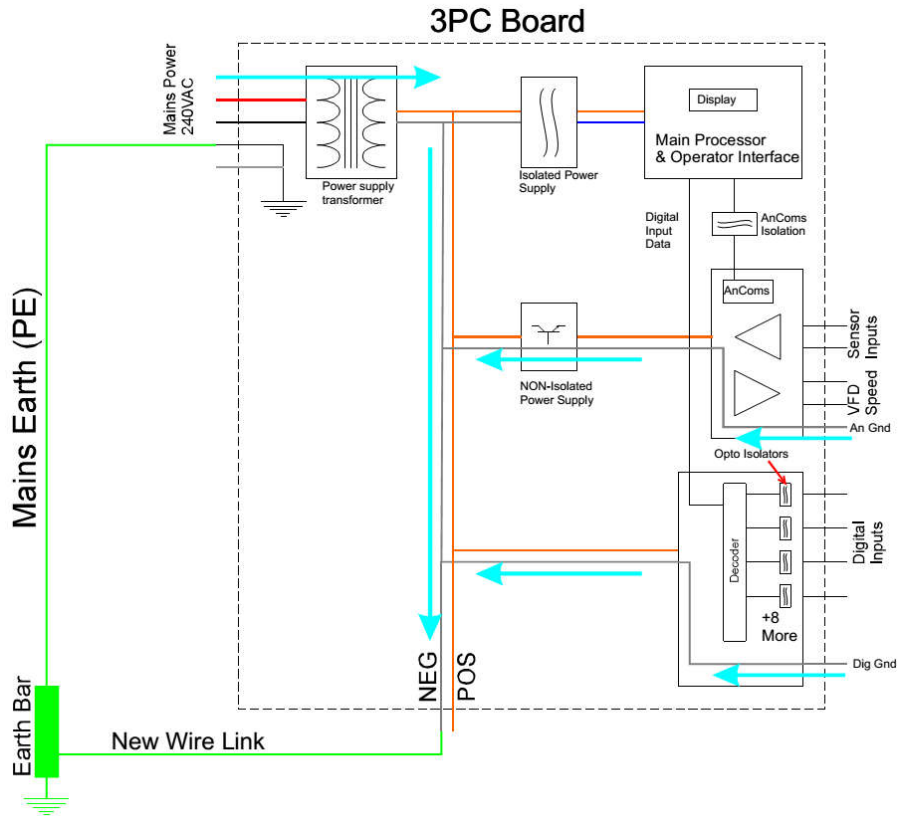 3PC Board
Mains Power
240VAC
Display
Main Processor
& Operator Interface
Power supply
transformer
Isolated Power
Supply
Digital
Input
Data
AnComs
Isolation
AnComs
Sensor
Inputs
VFD
Speed
NON-Isolated
Power Supply
An Gnd
Opto Isolators
Mains Earth (PE)
Decoder
Digital
Inputs
+8
More
NEG
POS
Dig Gnd
Earth Bar
New Wire Link